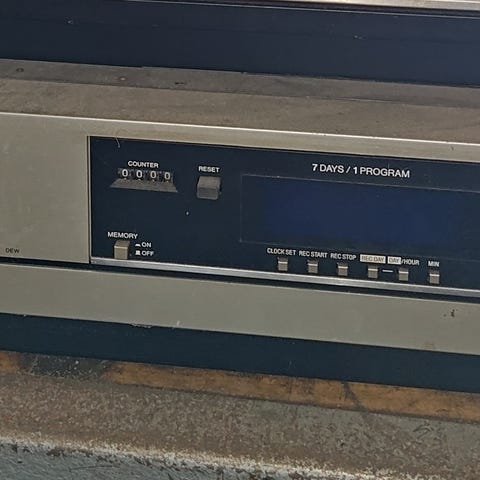 COUNTER
0000
RESET
7 DAYS / 1 PROGRAM
MEMORY
ON
OFF
DEW
CLOCK SET REC START REC STOP REC DAY DAY/HOUR MIN